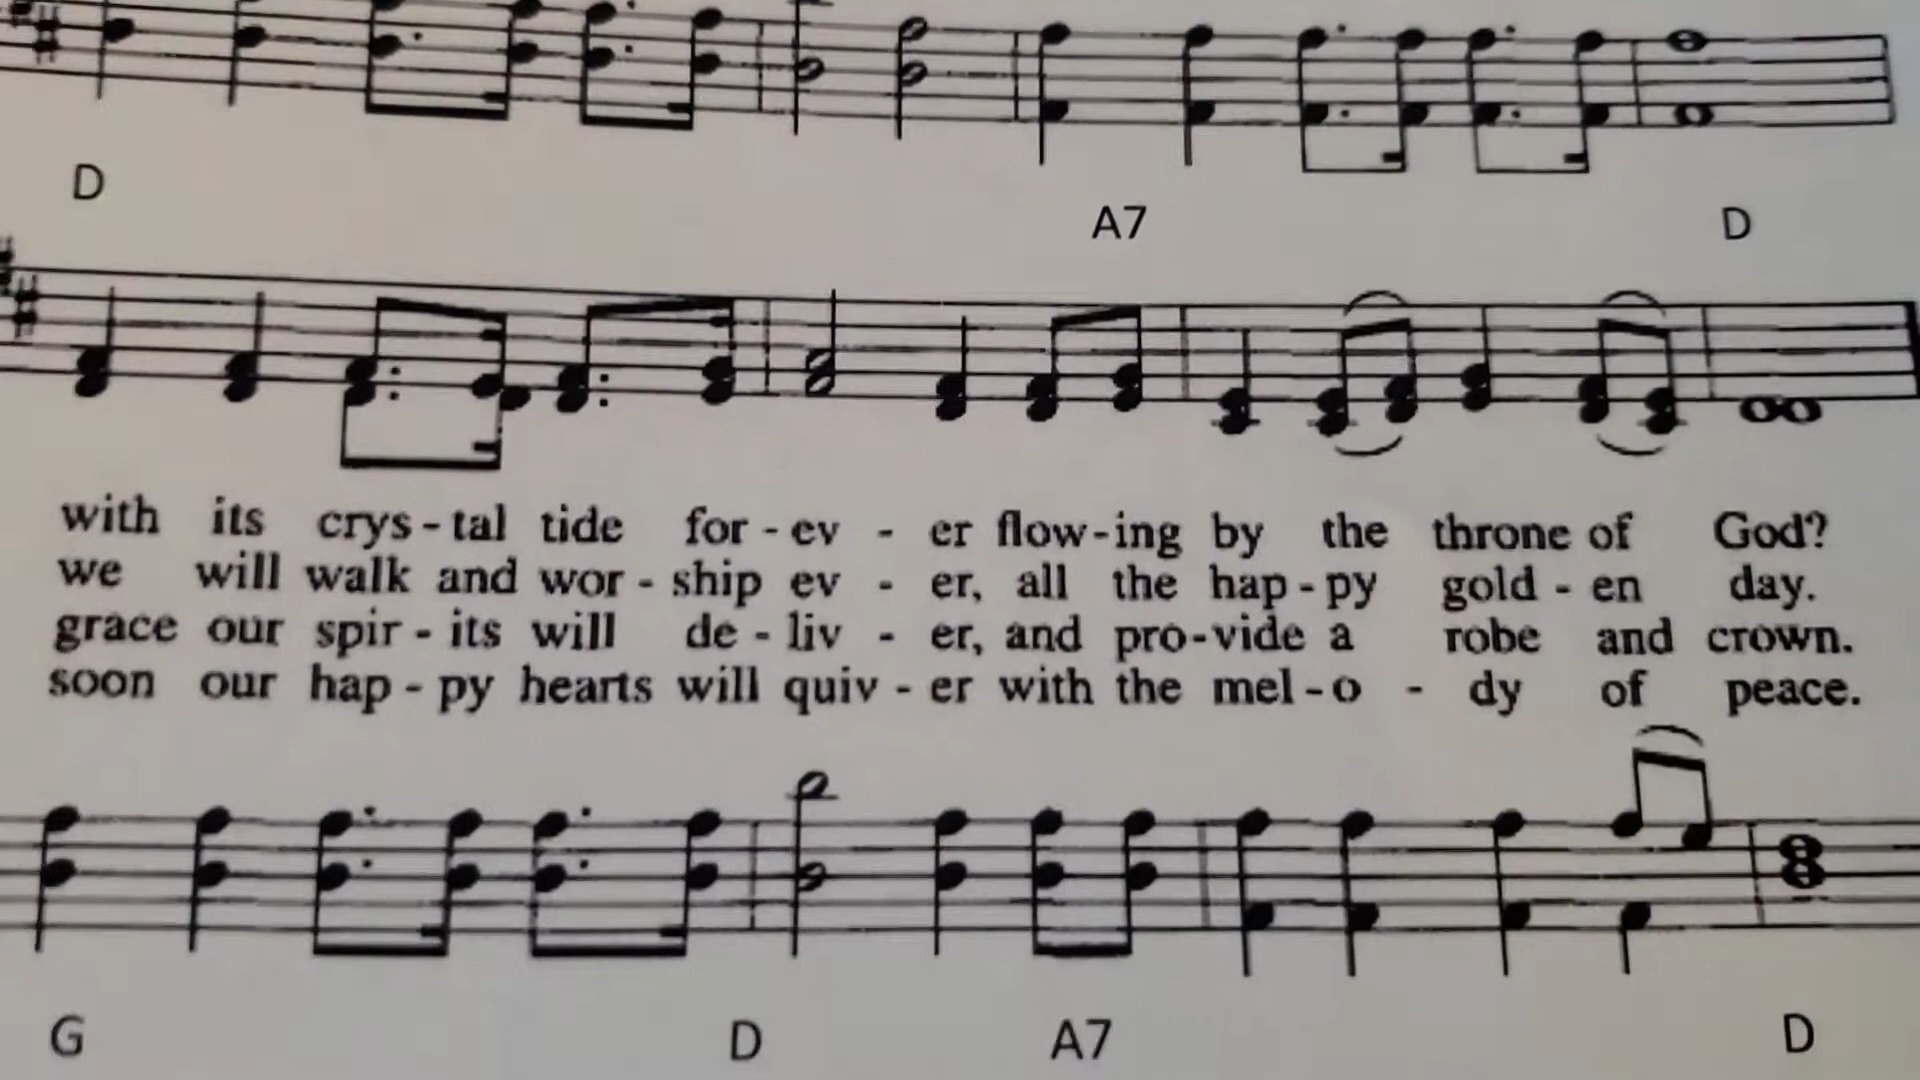 D A7 D
with its crys - tal tide for - ev - er flow - ing by the throne of God?
we will walk and wor - ship ev - er, all the hap - py gold - en day.
grace our spir - its will de - liv - er, and pro - vide a robe and crown.
soon our hap - py hearts will quiv - er with the mel - o - dy of peace.
G D A7 D